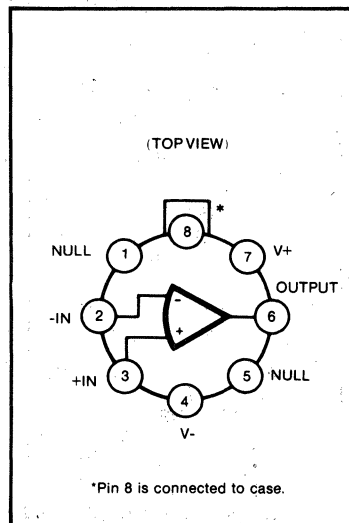 (TOP VIEW)
*
8
NULL
1
7
V+
OUTPUT
-IN
2
-
6
+
+IN
3
5
NULL
4
V-
*Pin 8 is connected to case.